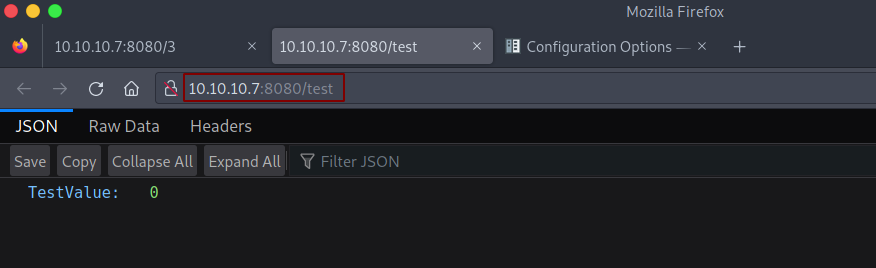 Mozilla Firefox
10.10.10.7:8080/3 10.10.10.7:8080/test Configuration Options —
10.10.10.7:8080/test
JSON Raw Data Headers
Save Copy Collapse All Expand All Filter JSON
TestValue: 0